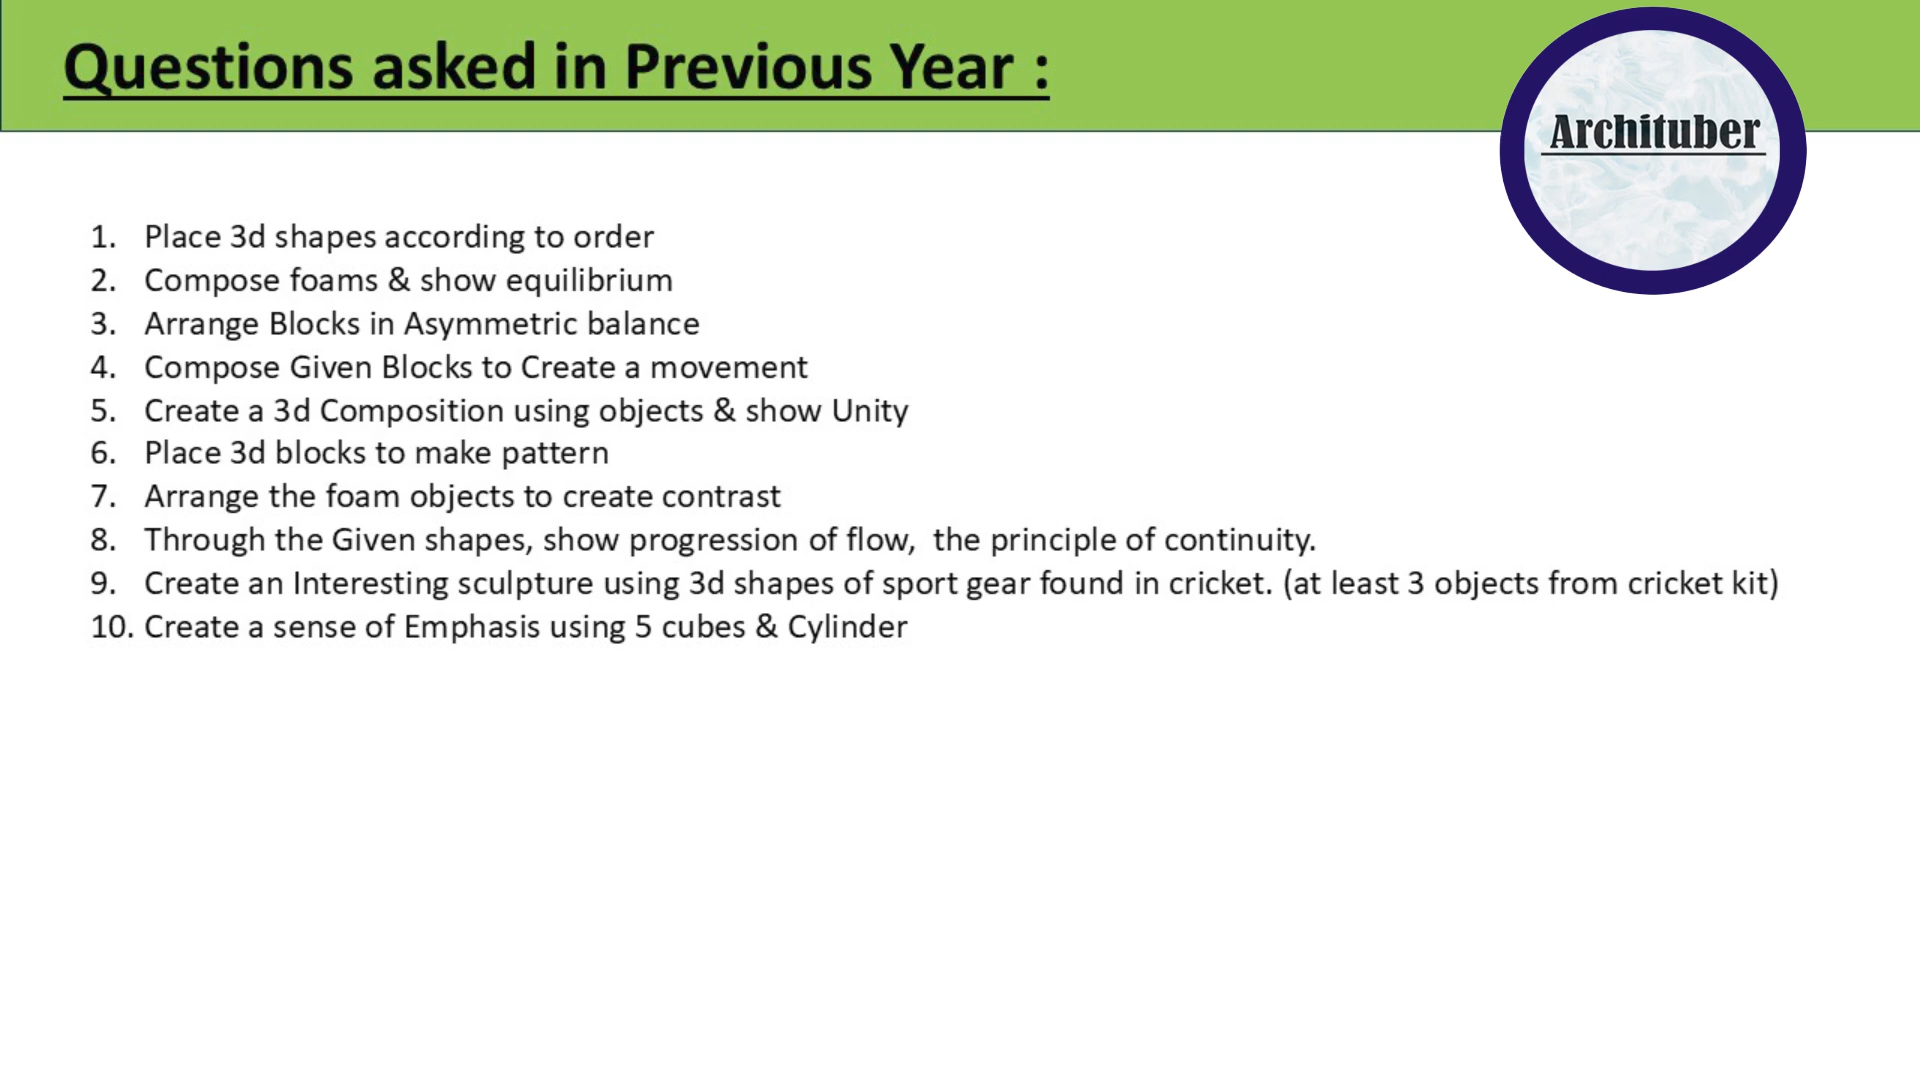 Questions asked in Previous Year :
Archituber
1. Place 3d shapes according to order
2. Compose foams & show equilibrium
3. Arrange Blocks in Asymmetric balance
4. Compose Given Blocks to Create a movement
5. Create a 3d Composition using objects & show Unity
6. Place 3d blocks to make pattern
7. Arrange the foam objects to create contrast
8. Through the Given shapes, show progression of flow,  the principle of continuity.
9. Create an Interesting sculpture using 3d shapes of sport gear found in cricket. (at least 3 objects from cricket kit)
10. Create a sense of Emphasis using 5 cubes & Cylinder